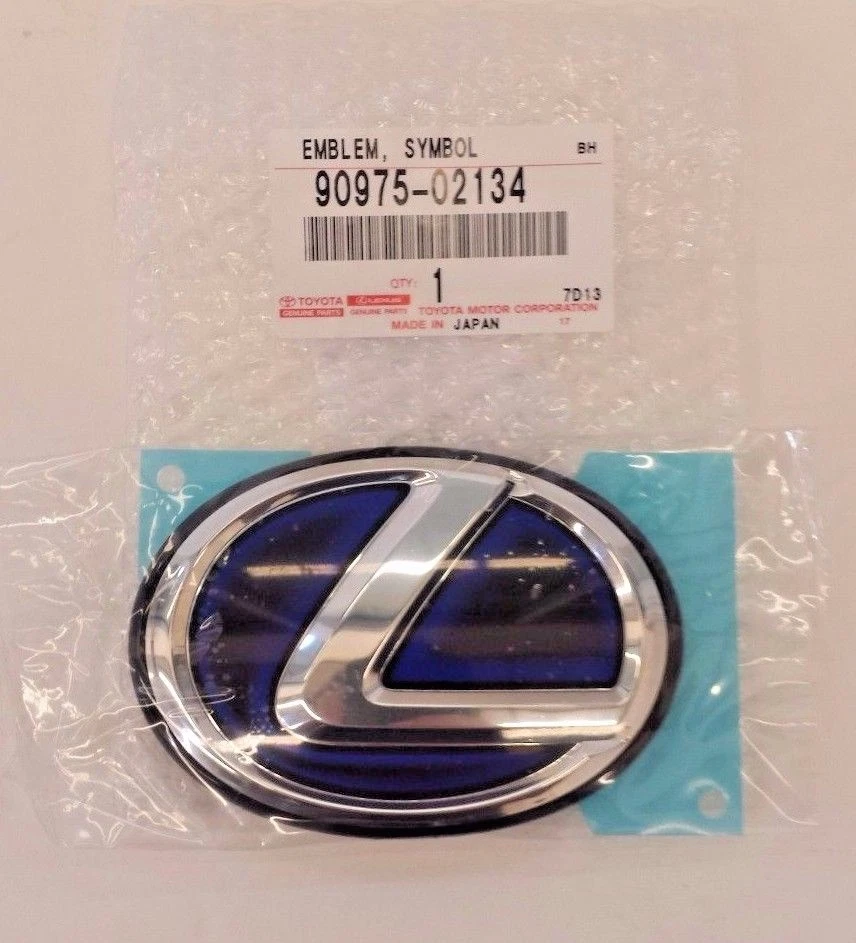 EMBLEM, SYMBOL BH
90975-02134
QTY: 1 7D13
TOYOTA LEXUS TOYOTA MOTOR CORPORATION
GENUINE PARTS GENUINE PARTS
MADE IN JAPAN 17